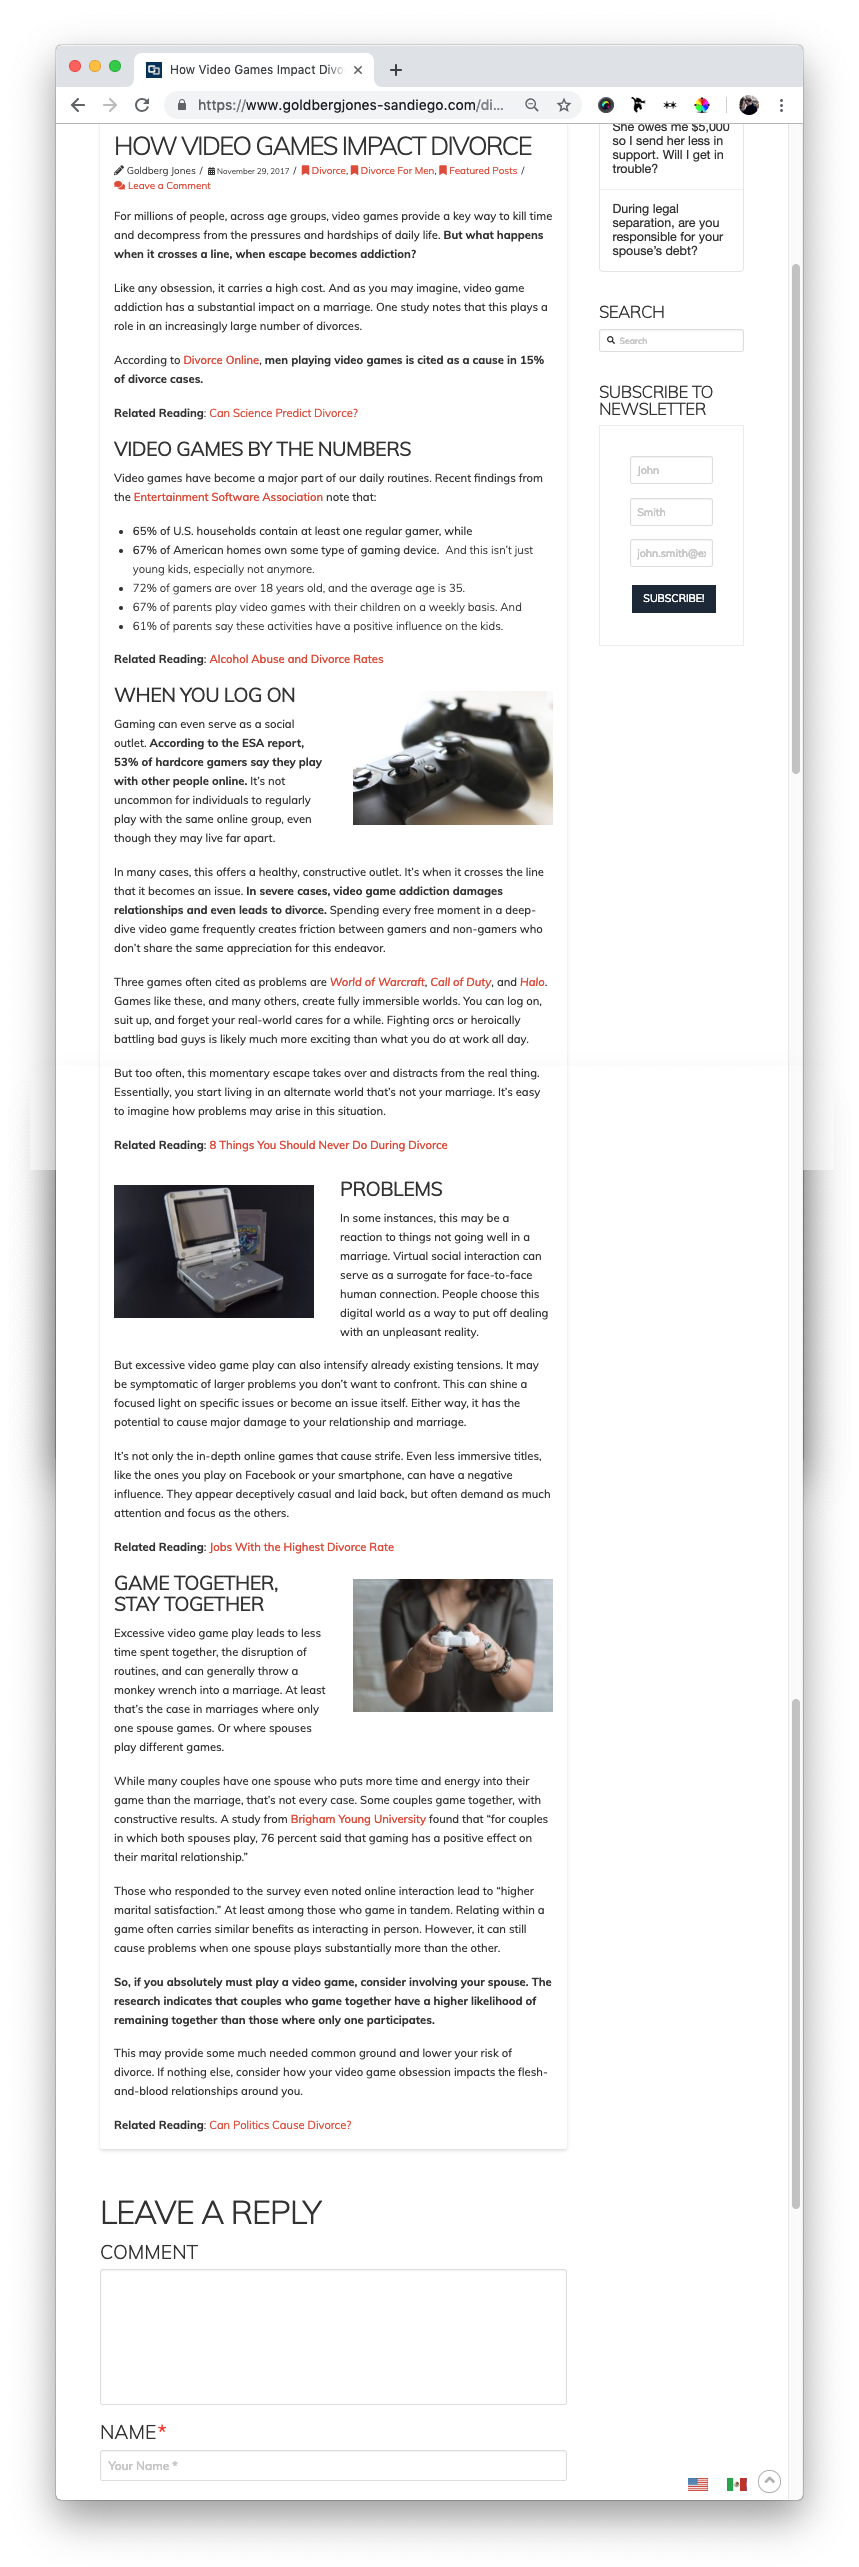 How Video Games Impact Divo
https://www.goldbergjones-sandiego.com/di...
HOW VIDEO GAMES IMPACT DIVORCE
Goldberg Jones / November 29, 2017 / Divorce, Divorce For Men, Featured Posts /
Leave a Comment
For millions of people, across age groups, video games provide a key way to kill time
and decompress from the pressures and hardships of daily life. But what happens
when it crosses a line, when escape becomes addiction?
Like any obsession, it carries a high cost. And as you may imagine, video game
addiction has a substantial impact on a marriage. One study notes that this plays a
role in an increasingly large number of divorces.
According to Divorce Online, men playing video games is cited as a cause in 15%
of divorce cases.
Related Reading: Can Science Predict Divorce?
VIDEO GAMES BY THE NUMBERS
Video games have become a major part of our daily routines. Recent findings from
the Entertainment Software Association note that:
• 65% of U.S. households contain at least one regular gamer, while
• 67% of American homes own some type of gaming device. And this isn't just
young kids, especially not anymore.
• 72% of gamers are over 18 years old, and the average age is 35.
• 67% of parents play video games with their children on a weekly basis. And
• 61% of parents say these activities have a positive influence on the kids.
Related Reading: Alcohol Abuse and Divorce Rates
WHEN YOU LOG ON
Gaming can even serve as a social
outlet. According to the ESA report,
53% of hardcore gamers say they play
with other people online. It's not
uncommon for individuals to regularly
play with the same online group, even
though they may live far apart.
In many cases, this offers a healthy, constructive outlet. It's when it crosses the line
that it becomes an issue. In severe cases, video game addiction damages
relationships and even leads to divorce. Spending every free moment in a deep-
dive video game frequently creates friction between gamers and non-gamers who
don't share the same appreciation for this endeavor.
Three games often cited as problems are World of Warcraft, Call of Duty, and Halo.
Games like these, and many others, create fully immersible worlds. You can log on,
suit up, and forget your real-world cares for a while. Fighting orcs or heroically
battling bad guys is likely much more exciting than what you do at work all day.
But too often, this momentary escape takes over and distracts from the real thing.
Essentially, you start living in an alternate world that's not your marriage. It's easy
to imagine how problems may arise in this situation.
Related Reading: 8 Things You Should Never Do During Divorce
PROBLEMS
In some instances, this may be a
reaction to things not going well in a
marriage. Virtual social interaction can
serve as a surrogate for face-to-face
human connection. People choose this
digital world as a way to put off dealing
with an unpleasant reality.
But excessive video game play can also intensify already existing tensions. It may
be symptomatic of larger problems you don't want to confront. This can shine a
focused light on specific issues or become an issue itself. Either way, it has the
potential to cause major damage to your relationship and marriage.
It's not only the in-depth online games that cause strife. Even less immersive titles,
like the ones you play on Facebook or your smartphone, can have a negative
influence. They appear deceptively casual and laid back, but often demand as much
attention and focus as the others.
Related Reading: Jobs With the Highest Divorce Rate
GAME TOGETHER,
STAY TOGETHER
Excessive video game play leads to less
time spent together, the disruption of
routines, and can generally throw a
monkey wrench into a marriage. At least
that's the case in marriages where only
one spouse games. Or where spouses
play different games.
While many couples have one spouse who puts more time and energy into their
game than the marriage, that's not every case. Some couples game together, with
constructive results. A study from Brigham Young University found that “for couples
in which both spouses play, 76 percent said that gaming has a positive effect on
their marital relationship.”
Those who responded to the survey even noted online interaction lead to “higher
marital satisfaction.” At least among those who game in tandem. Relating within a
game often carries similar benefits as interacting in person. However, it can still
cause problems when one spouse plays substantially more than the other.
So, if you absolutely must play a video game, consider involving your spouse. The
research indicates that couples who game together have a higher likelihood of
remaining together than those where only one participates.
This may provide some much needed common ground and lower your risk of
divorce. If nothing else, consider how your video game obsession impacts the flesh-
and-blood relationships around you.
Related Reading: Can Politics Cause Divorce?
LEAVE A REPLY
COMMENT
NAME*
Your Name *
She owes me $5,000
so I send her less in
support. Will I get in
trouble?
During legal
separation, are you
responsible for your
spouse's debt?
SEARCH
Search
SUBSCRIBE TO
NEWSLETTER
John
Smith
john.smith@e
SUBSCRIBE!